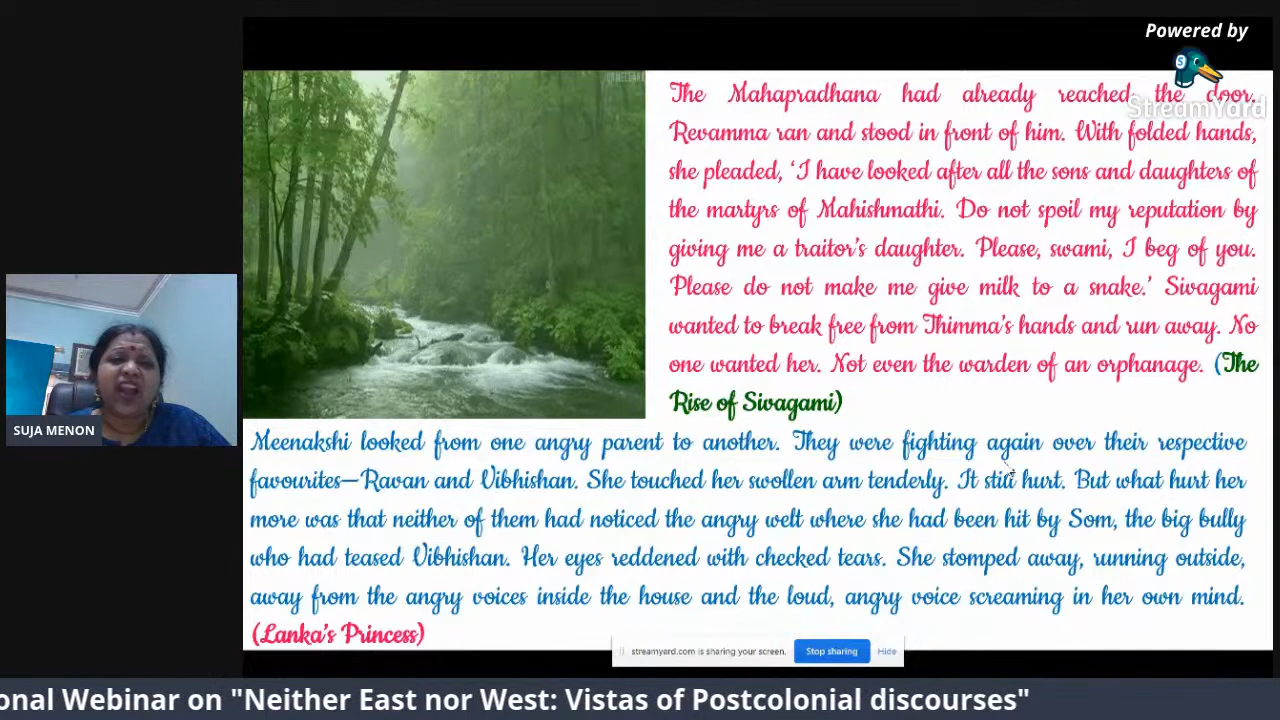 Powered by
StreamYard
The Mahapradhana had already reached the door.
Revamma ran and stood in front of him. With folded hands,
she pleaded, 'I have looked after all the sons and daughters of
the martyrs of Mahishmathi. Do not spoil my reputation by
giving me a traitor's daughter. Please, swami, I beg of you.
Please do not make me give milk to a snake.' Sivagami
wanted to break free from Thimma's hands and run away. No
one wanted her. Not even the warden of an orphanage. (The
Rise of Sivagami)
SUJA MENON
Meenakshi looked from one angry parent to another. They were fighting again over their respective
favourites—Ravan and Vibhishan. She touched her swollen arm tenderly. It still hurt. But what hurt her
more was that neither of them had noticed the angry welt where she had been hit by Som, the big bully
who had teased Vibhishan. Her eyes reddened with checked tears. She stomped away, running outside,
away from the angry voices inside the house and the loud, angry voice screaming in her own mind.
(Lanka's Princess)
streamyard.com is sharing your screen. Stop sharing Hide
onal Webinar on "Neither East nor West: Vistas of Postcolonial discourses"